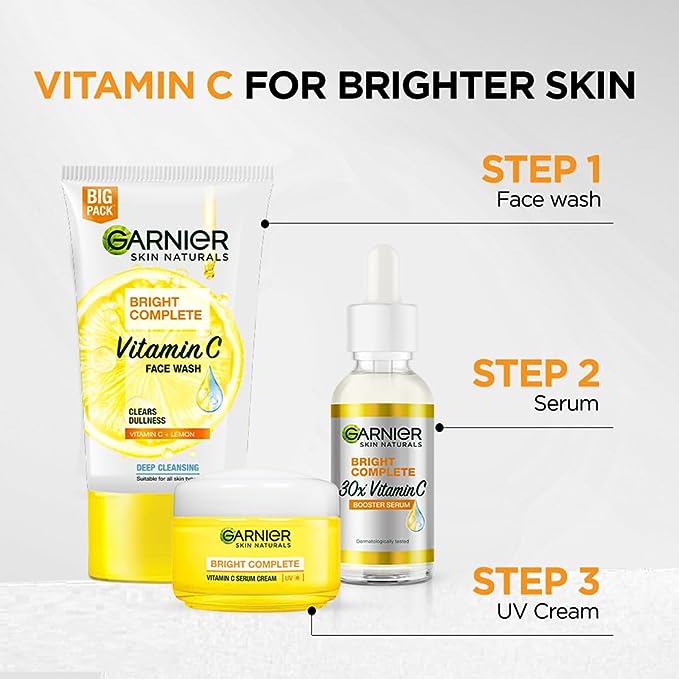 VITAMIN C FOR BRIGHTER SKIN
STEP 1
Face wash
BIG
PACK
GARNIER
SKIN NATURALS
BRIGHT
COMPLETE
Vitamin C
FACE WASH
CLEARS
DULLNESS
VITAMIN C + LEMON
DEEP CLEANSING
Suitable for all skin
STEP 2
Serum
GARNIER
SKIN NATURALS
BRIGHT
COMPLETE
30x Vitamin C
BOOSTER SERUM
Dermatologically tested
GARNIER
SKIN NATURALS
BRIGHT COMPLETE
VITAMIN C SERUM CREAM
UV
STEP 3
UV Cream